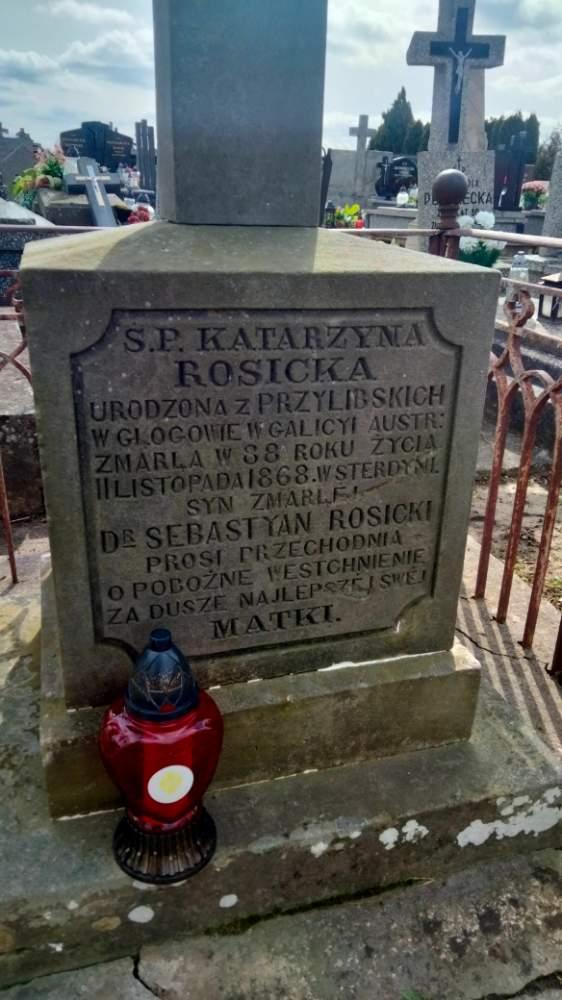 S.P. KATARZYNA
ROSICKA
URODZONA Z PRZYLIBSKICH
W GŁOGOWIE W GALICYI AUSTR:
ZMARŁA W 88 ROKU ŻYCIA
11 LISTOPADA 1868. W STERDYNI.
SYN ZMARŁEJ
DR SEBASTYAN ROSICKI
PROSI PRZECHODNIA
O POBOŻNE WESTCHNIENIE
ZA DUSZE NAJLEPSZEJ SWEJ
MATKI.